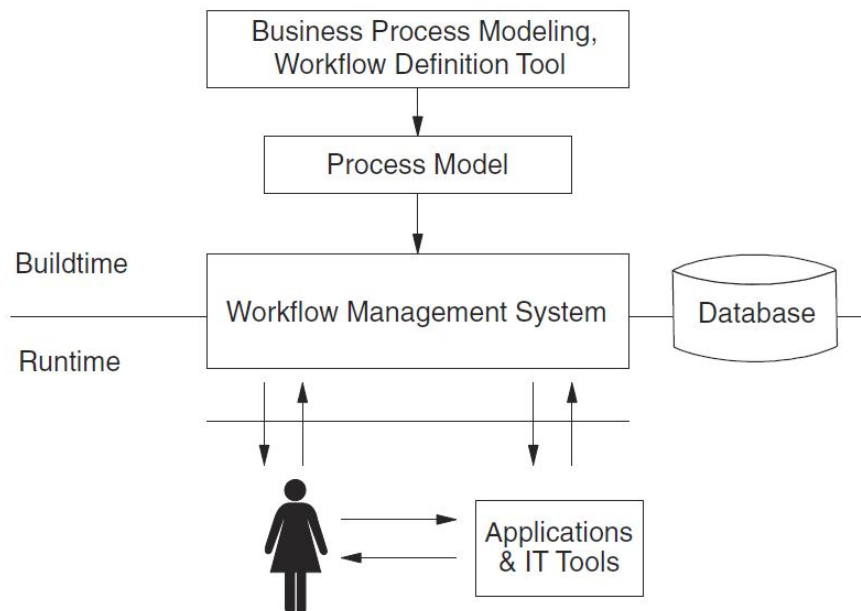 Business Process Modeling,
Workflow Definition Tool
Process Model
Buildtime
Workflow Management System
Database
Runtime
Applications
& IT Tools